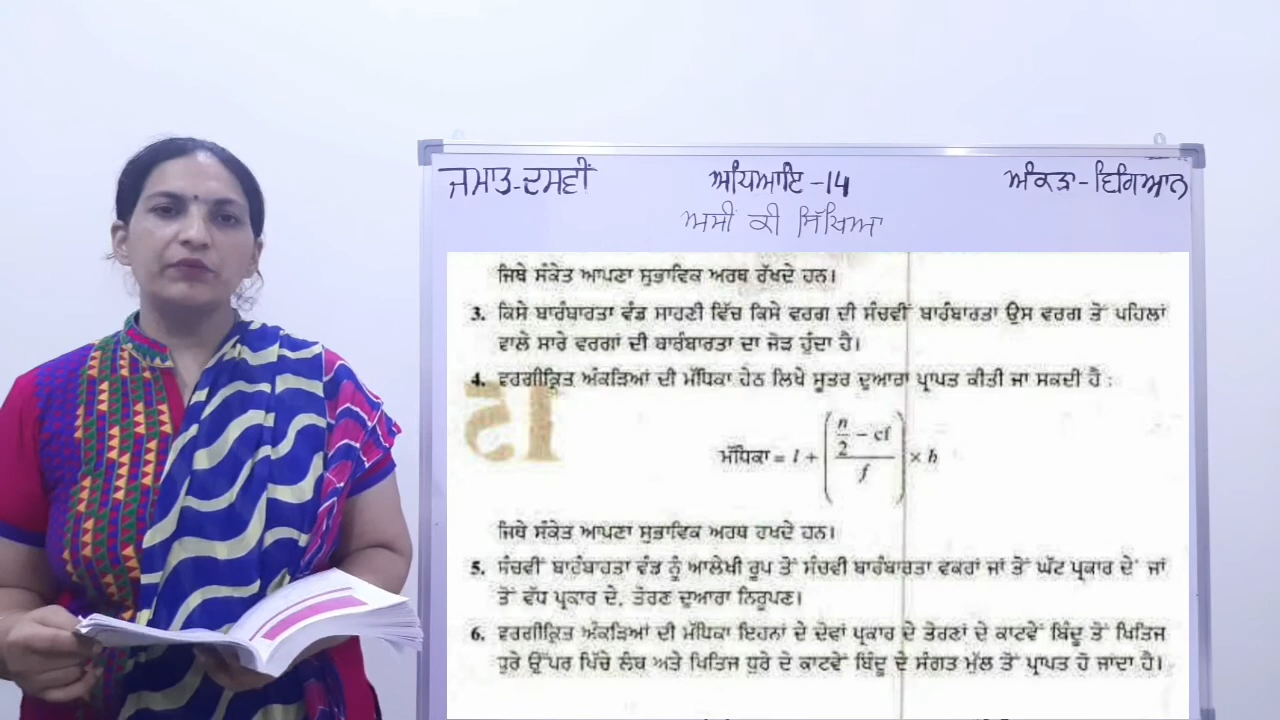 ਜਮਾਤ-ਦਸਵੀਂ ਅਧਿਆਇ-14 ਅੰਕੜਾ-ਵਿਗਿਆਨ
ਅਸੀਂ ਕੀ ਸਿੱਖਿਆ
ਜਿਥੇ ਸੰਕੇਤ ਆਪਣਾ ਸੁਭਾਵਿਕ ਅਰਥ ਰੱਖਦੇ ਹਨ।
3. ਕਿਸੇ ਬਾਰੰਬਾਰਤਾ ਵੰਡ ਸਾਰਣੀ ਵਿੱਚ ਕਿਸੇ ਵਰਗ ਦੀ ਸੰਚਵੀਂ ਬਾਰੰਬਾਰਤਾ ਉਸ ਵਰਗ ਤੋਂ ਪਹਿਲਾਂ
ਵਾਲੇ ਸਾਰੇ ਵਰਗਾਂ ਦੀ ਬਾਰੰਬਾਰਤਾ ਦਾ ਜੋੜ ਹੁੰਦਾ ਹੈ।
4. ਵਰਗੀਕ੍ਰਿਤ ਅੰਕੜਿਆਂ ਦੀ ਮੱਧਿਕਾ ਹੇਠ ਲਿਖੇ ਸੂਤਰ ਦੁਆਰਾ ਪ੍ਰਾਪਤ ਕੀਤੀ ਜਾ ਸਕਦੀ ਹੈ :
ਮੱਧਿਕਾ = l + ( (n/2 – cf) / f ) × h
ਜਿਥੇ ਸੰਕੇਤ ਆਪਣਾ ਸੁਭਾਵਿਕ ਅਰਥ ਰਖਦੇ ਹਨ।
5. ਸੰਚਵੀਂ ਬਾਰੰਬਾਰਤਾ ਵੰਡ ਨੂੰ ਆਲੇਖੀ ਰੂਪ ਤੋਂ ਸੰਚਵੀ ਬਾਰੰਬਾਰਤਾ ਵਕਰਾਂ ਜਾਂ ਤੋਂ ਘੱਟ ਪ੍ਰਕਾਰ ਦੇ ਜਾਂ
ਤੋਂ ਵੱਧ ਪ੍ਰਕਾਰ ਦੇ, ਤੋਰਣ ਦੁਆਰਾ ਨਿਰੂਪਣ।
6. ਵਰਗੀਕ੍ਰਿਤ ਅੰਕੜਿਆਂ ਦੀ ਮੱਧਿਕਾ ਇਹਨਾਂ ਦੇ ਦੋਵਾਂ ਪ੍ਰਕਾਰ ਦੇ ਤੋਰਣਾਂ ਦੇ ਕਾਟਵੇਂ ਬਿੰਦੂ ਤੋਂ ਖਿਤਿਜ
ਧੁਰੇ ਉੱਪਰ ਖਿੱਚੇ ਲੰਬ ਅਤੇ ਖਿਤਿਜ ਧੁਰੇ ਦੇ ਕਾਟਵੇਂ ਬਿੰਦੂ ਦੇ ਸੰਗਤ ਮੁੱਲ ਤੋਂ ਪ੍ਰਾਪਤ ਹੋ ਜਾਂਦਾ ਹੈ।